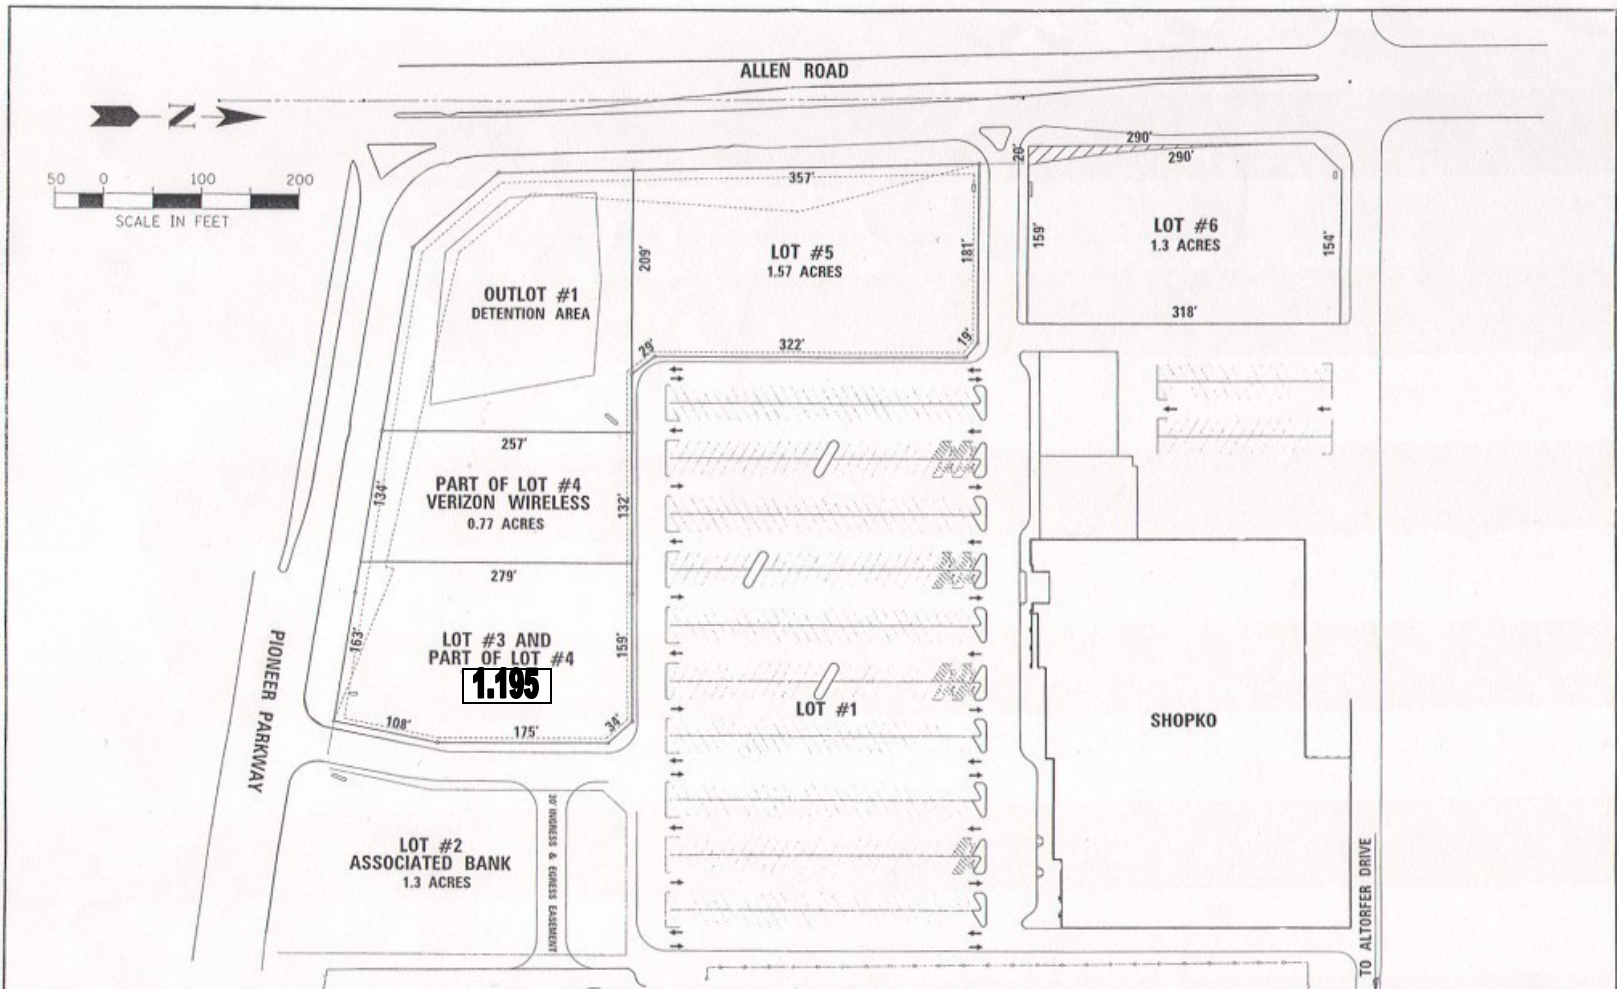 ALLEN ROAD
N
50 0 100 200
SCALE IN FEET
357'
20'
290'
290'
LOT #6
1.3 ACRES
159'
154'
318'
LOT #5
1.57 ACRES
209'
181'
29'
322'
19'
OUTLOT #1
DETENTION AREA
257'
PART OF LOT #4
VERIZON WIRELESS
0.77 ACRES
134'
132'
279'
LOT #3 AND
PART OF LOT #4
1.195
163'
159'
108'
175'
34'
LOT #1
SHOPKO
PIONEER PARKWAY
LOT #2
ASSOCIATED BANK
1.3 ACRES
30' INGRESS & EGRESS EASEMENT
TO ALTORFER DRIVE